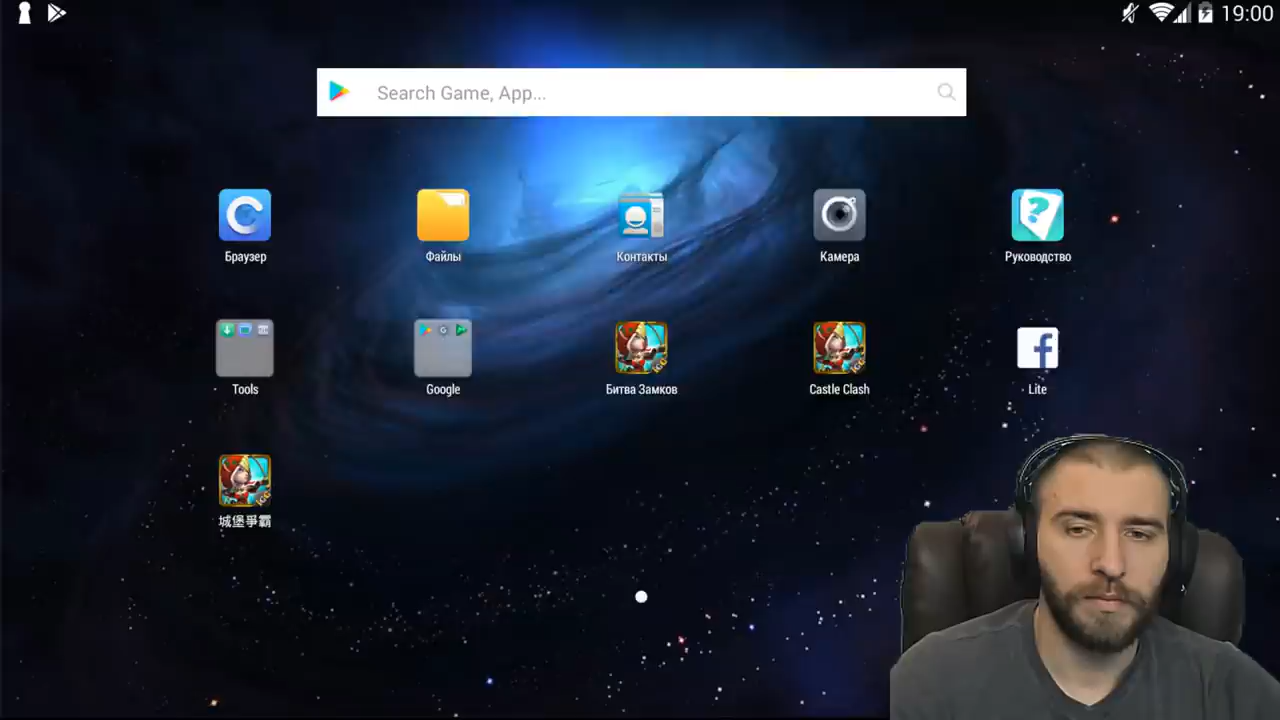 19:00
Search Game, App...
Браузер
Файлы
Контакты
Камера
Руководство
Tools
Google
Битва Замков
Castle Clash
Lite
城堡爭霸